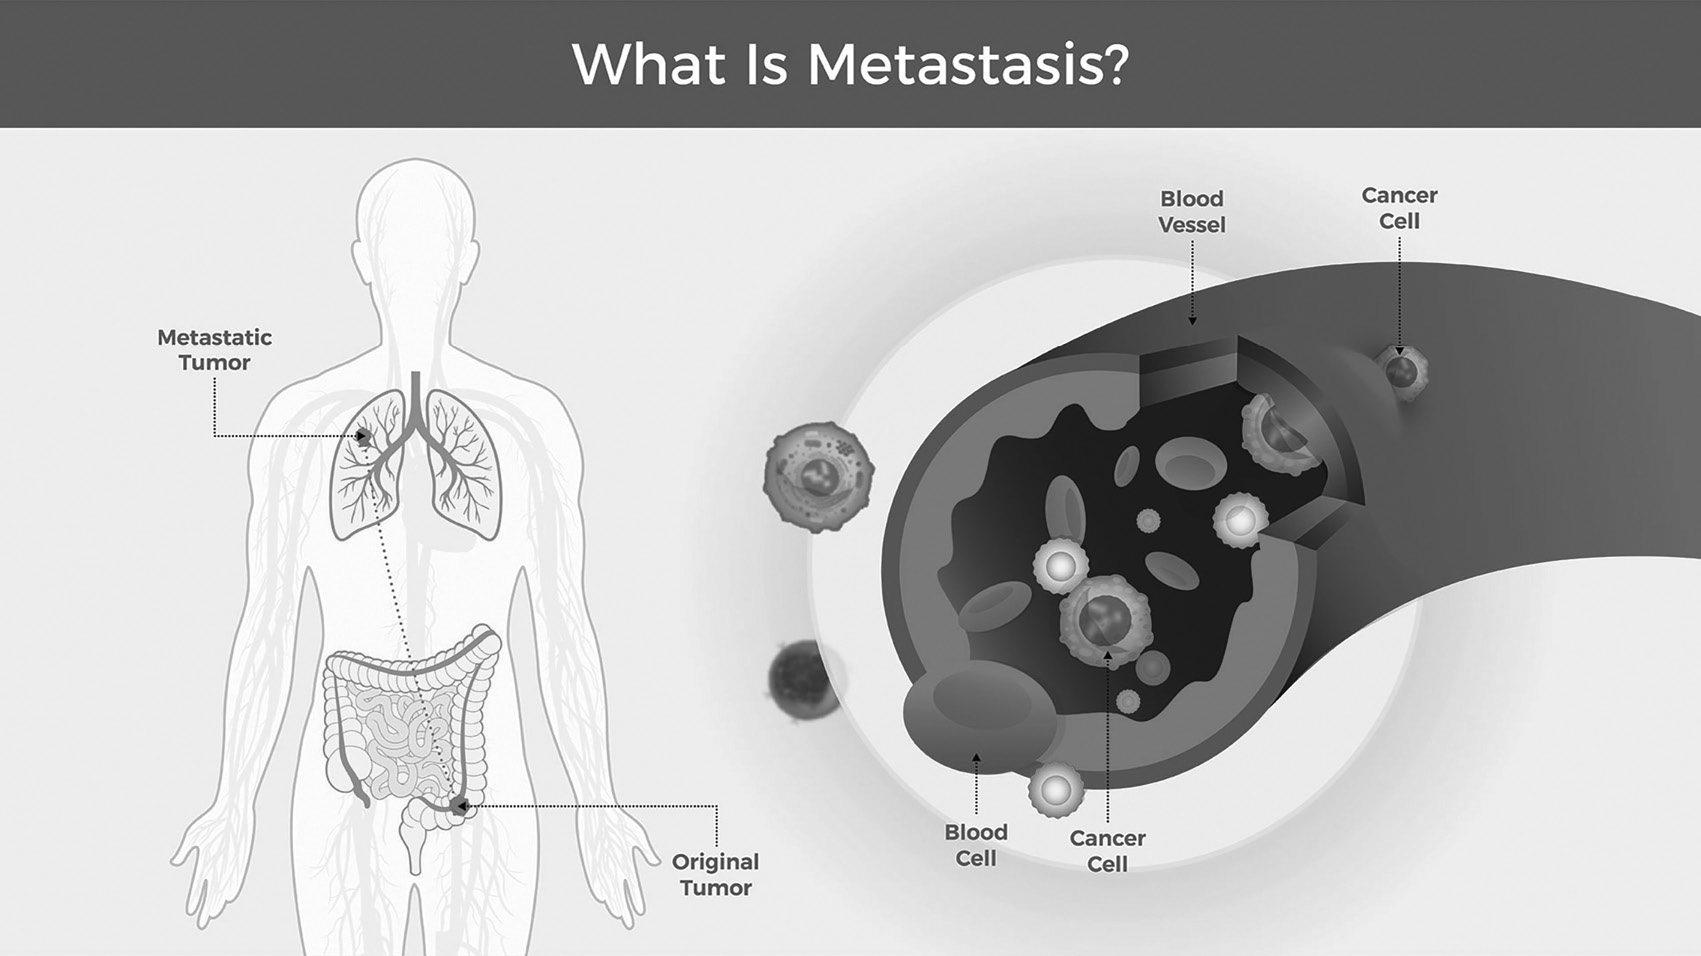 What Is Metastasis?
Metastatic
Tumor
Original
Tumor
Blood
Vessel
Cancer
Cell
Blood
Cell
Cancer
Cell